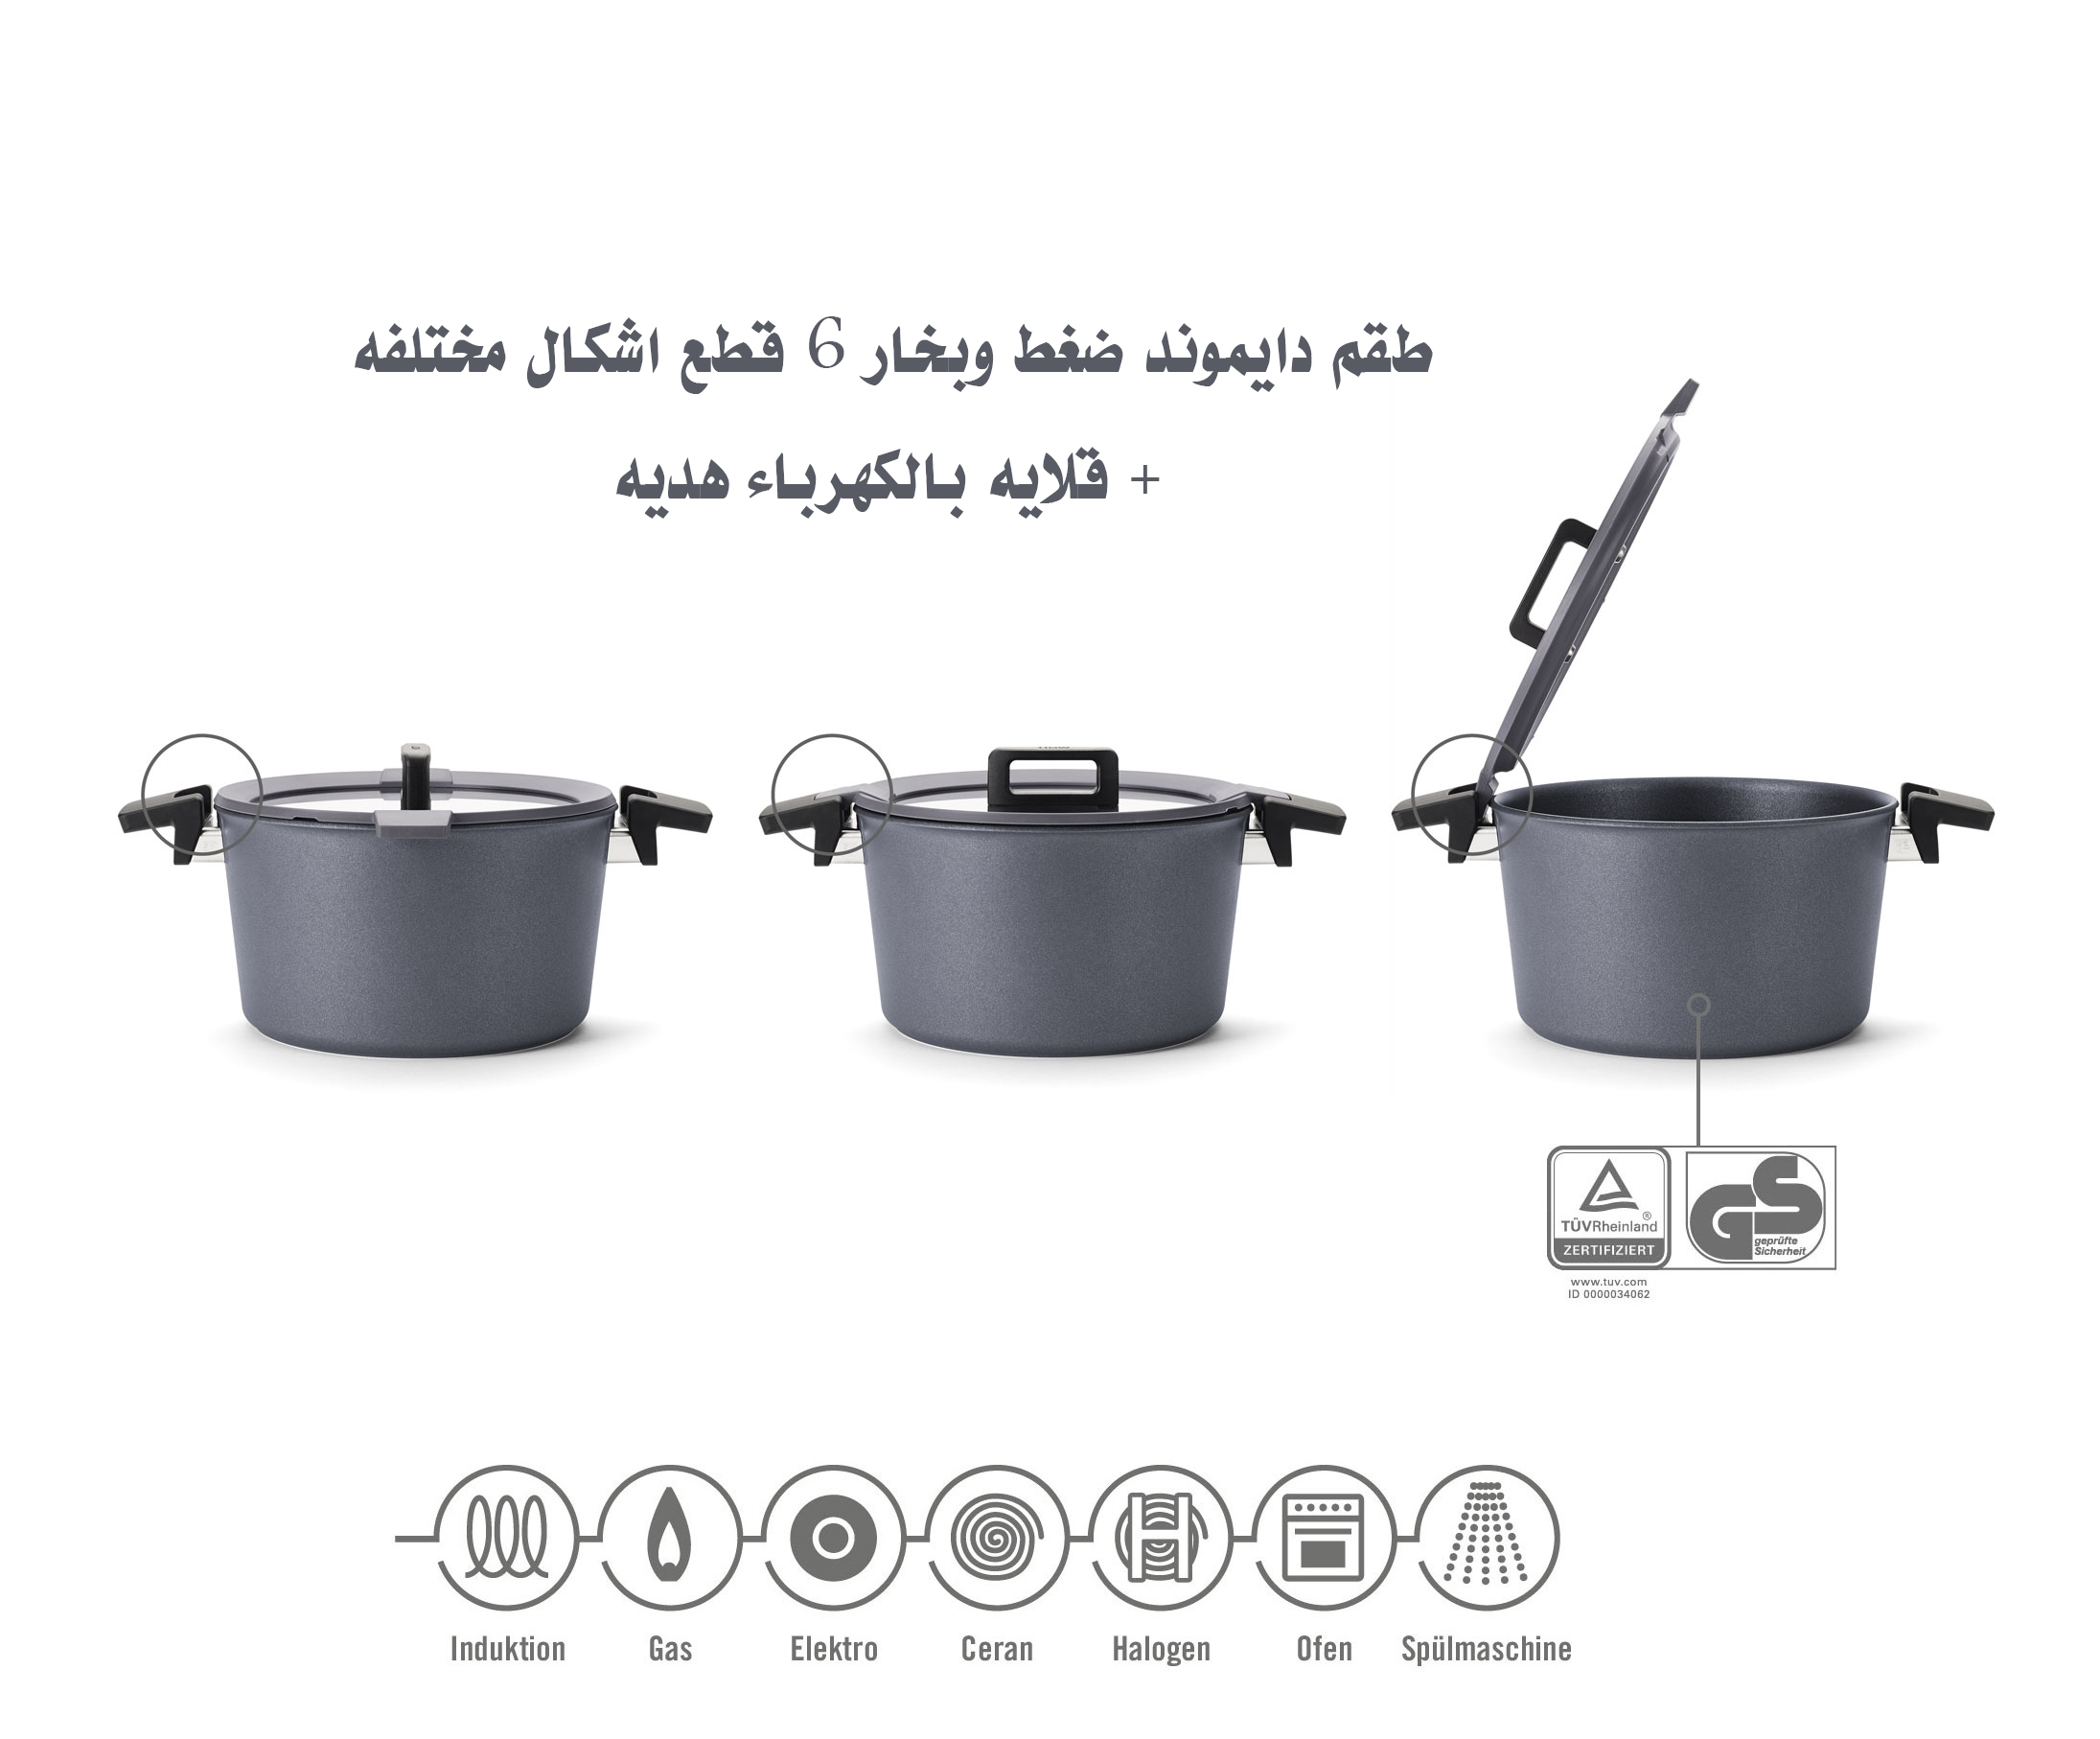 طقم دايموند ضغط وبخار 6 قطع اشكال مختلفه
+ قلايه بالكهرباء هديه
TÜVRheinland®
ZERTIFIZIERT
GS
geprüfte
Sicherheit
www.tuv.com
ID 0000034062
Induktion Gas Elektro Ceran Halogen Ofen Spülmaschine